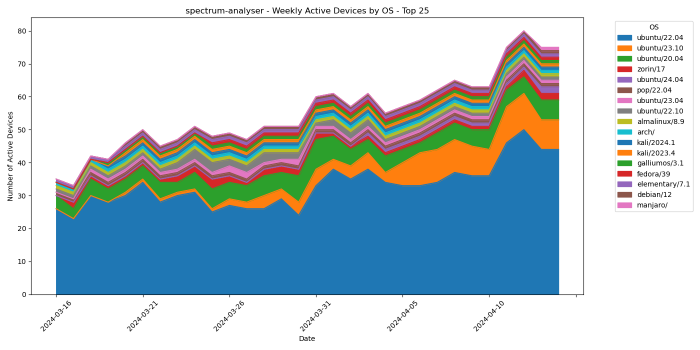 spectrum-analyser - Weekly Active Devices by OS - Top 25
Number of Active Devices
80
70
60
50
40
30
20
10
0
2024-03-16
2024-03-21
2024-03-26
2024-03-31
2024-04-05
2024-04-10
Date
OS
ubuntu/22.04
ubuntu/23.10
ubuntu/20.04
zorin/17
ubuntu/24.04
pop/22.04
ubuntu/23.04
ubuntu/22.10
almalinux/8.9
arch/
kali/2024.1
kali/2023.4
galliumos/3.1
fedora/39
elementary/7.1
debian/12
manjaro/